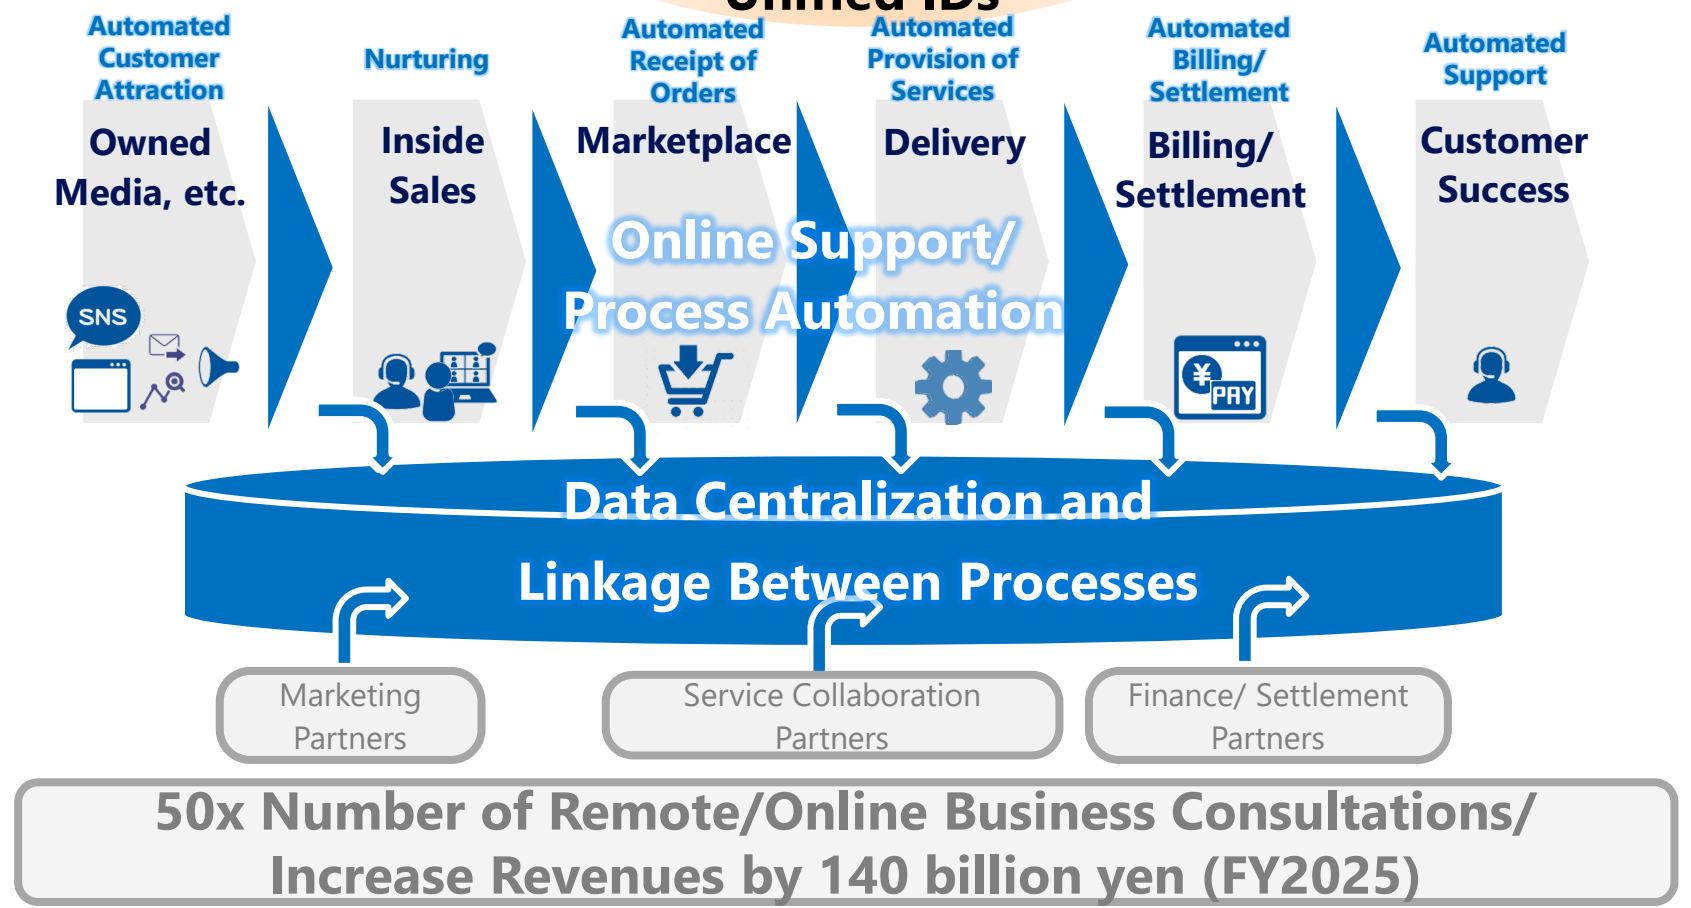 Unified IDs
Automated
Customer
Attraction
Nurturing
Automated
Receipt of
Orders
Automated
Provision of
Services
Automated
Billing/
Settlement
Automated
Support
Owned
Media, etc.
Inside
Sales
Marketplace
Delivery
Billing/
Settlement
Customer
Success
Online Support/
Process Automation
SNS
¥
PAY
Data Centralization and
Linkage Between Processes
Marketing
Partners
Service Collaboration
Partners
Finance/ Settlement
Partners
50x Number of Remote/Online Business Consultations/
Increase Revenues by 140 billion yen (FY2025)